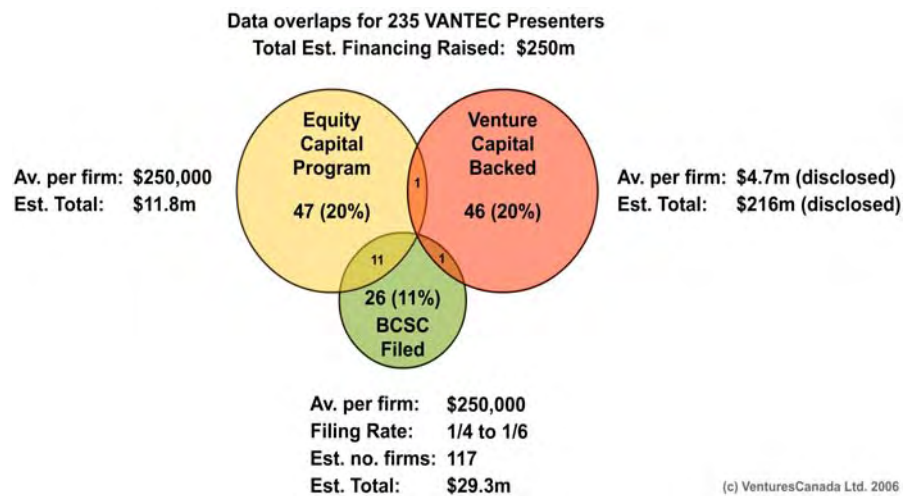 Data overlaps for 235 VANTEC Presenters
Total Est. Financing Raised: $250m
Equity
Capital
Program
47 (20%)
Venture
Capital
Backed
46 (20%)
1
11
1
26 (11%)
BCSC
Filed
Av. per firm: $250,000
Est. Total: $11.8m
Av. per firm: $4.7m (disclosed)
Est. Total: $216m (disclosed)
Av. per firm: $250,000
Filing Rate: 1/4 to 1/6
Est. no. firms: 117
Est. Total: $29.3m
(c) VenturesCanada Ltd. 2006